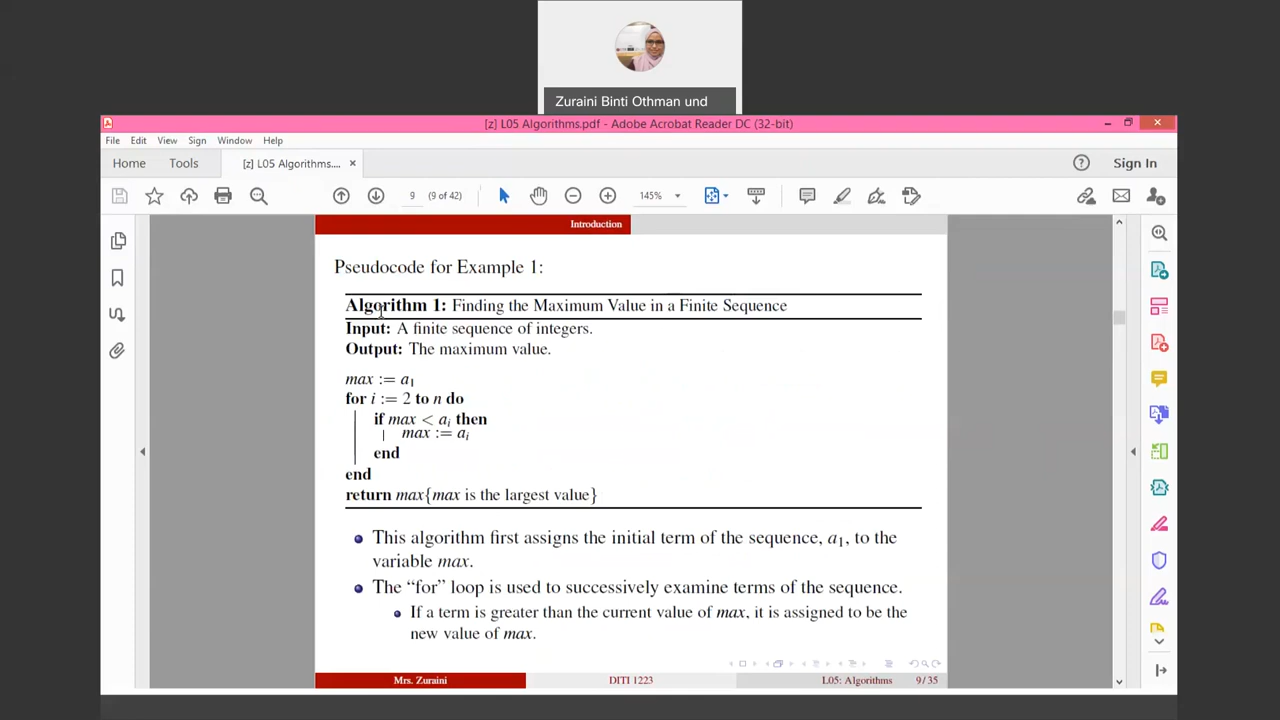 Zuraini Binti Othman und
[z] L05 Algorithms.pdf - Adobe Acrobat Reader DC (32-bit)
File Edit View Sign Window Help
Home Tools [z] L05 Algorithms.... × Sign In
9 (9 of 42) 145%
Introduction
Pseudocode for Example 1:
Algorithm 1: Finding the Maximum Value in a Finite Sequence
Input: A finite sequence of integers.
Output: The maximum value.
max := a₁
for i := 2 to n do
if max < aᵢ then
max := aᵢ
end
end
return max{max is the largest value}
This algorithm first assigns the initial term of the sequence, a₁, to the
variable max.
The “for” loop is used to successively examine terms of the sequence.
If a term is greater than the current value of max, it is assigned to be the
new value of max.
Mrs. Zuraini DITI 1223 L05: Algorithms 9/35